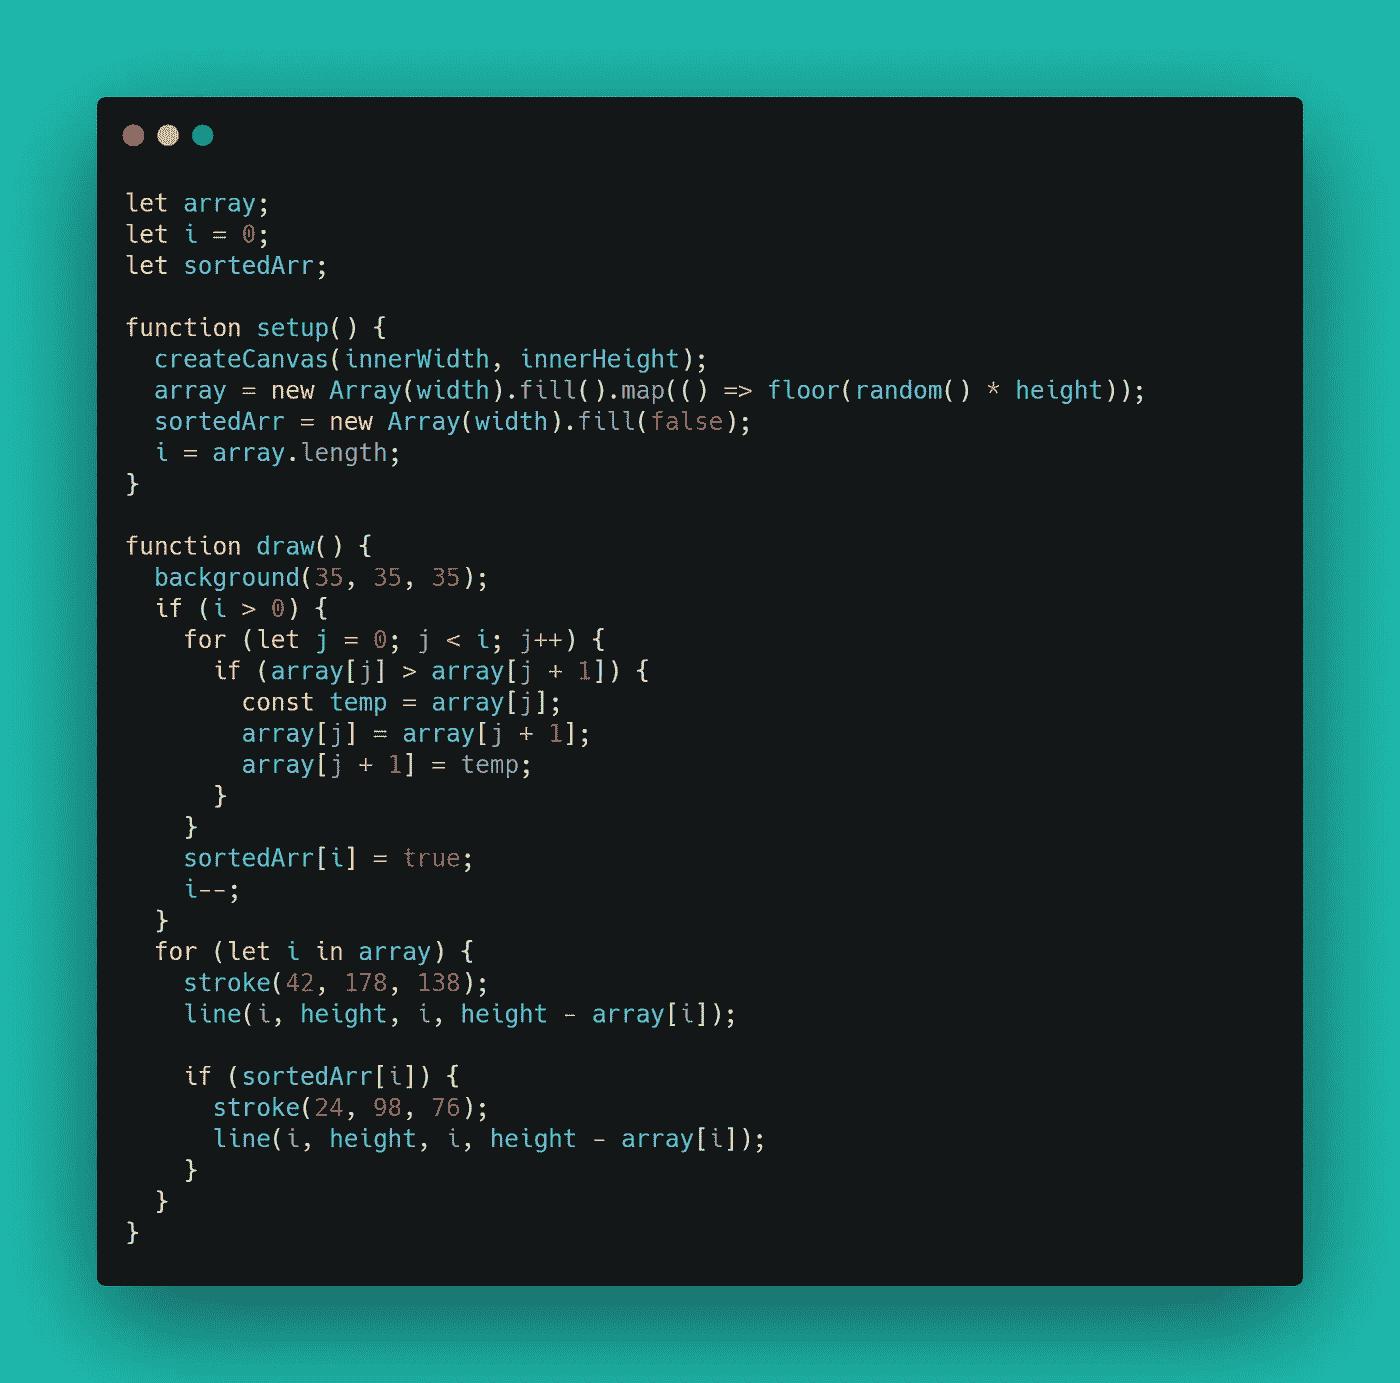 let array;
let i = 0;
let sortedArr;

function setup() {
  createCanvas(innerWidth, innerHeight);
  array = new Array(width).fill().map(() => floor(random() * height));
  sortedArr = new Array(width).fill(false);
  i = array.length;
}

function draw() {
  background(35, 35, 35);
  if (i > 0) {
    for (let j = 0; j < i; j++) {
      if (array[j] > array[j + 1]) {
        const temp = array[j];
        array[j] = array[j + 1];
        array[j + 1] = temp;
      }
    }
    sortedArr[i] = true;
    i--;
  }
  for (let i in array) {
    stroke(42, 178, 138);
    line(i, height, i, height - array[i]);

    if (sortedArr[i]) {
      stroke(24, 98, 76);
      line(i, height, i, height - array[i]);
    }
  }
}